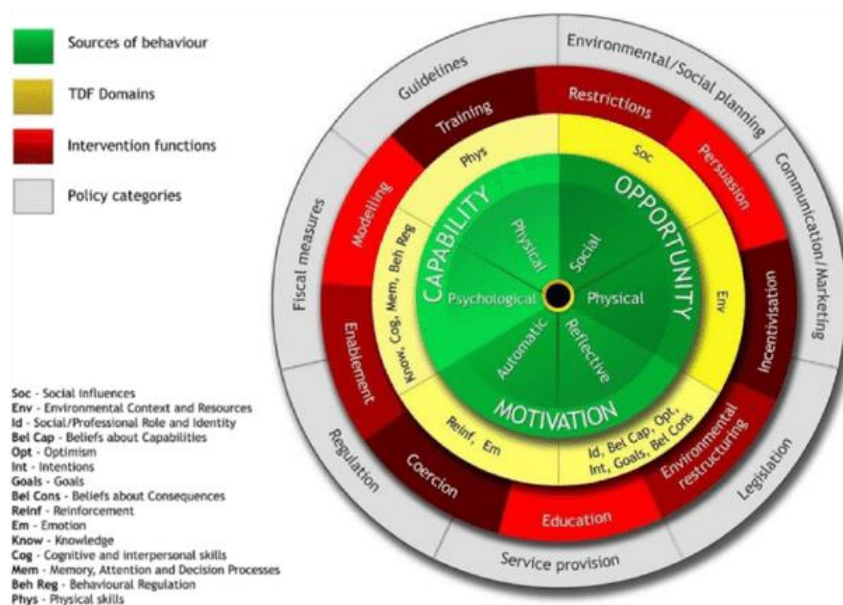 Sources of behaviour
TDF Domains
Intervention functions
Policy categories
Soc - Social Influences
Env - Environmental Context and Resources
Id - Social/Professional Role and Identity
Bel Cap - Beliefs about Capabilities
Opt - Optimism
Int - Intentions
Goals - Goals
Bel Cons - Beliefs about Consequences
Reinf - Reinforcement
Em - Emotion
Know - Knowledge
Cog - Cognitive and interpersonal skills
Mem - Memory, Attention and Decision Processes
Beh Reg - Behavioural Regulation
Phys - Physical skills
Guidelines
Environmental/Social planning
Communication/Marketing
Legislation
Service provision
Regulation
Fiscal measures
Training
Restrictions
Persuasion
Incentivisation
Environmental
restructuring
Education
Coercion
Enablement
Modelling
Phys
Soc
Env
Id, Bel Cap, Opt,
Int, Goals, Bel Cons
Reinf, Em
Know, Cog, Mem, Beh Reg
CAPABILITY
OPPORTUNITY
MOTIVATION
Physical
Social
Physical
Reflective
Automatic
Psychological